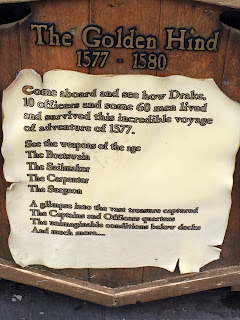 The Golden Hind
1577 - 1580
Come aboard and see how Drake,
10 officers and some 60 men lived
and survived this incredible voyage
of adventure of 1577.
See the weapons of the age
The Boatswain
The Sailmaker
The Carpenter
The Surgeon
A glimpse into the vast treasure captured
The Captains and Officers quarters
The unimaginable conditions below decks
And much more....